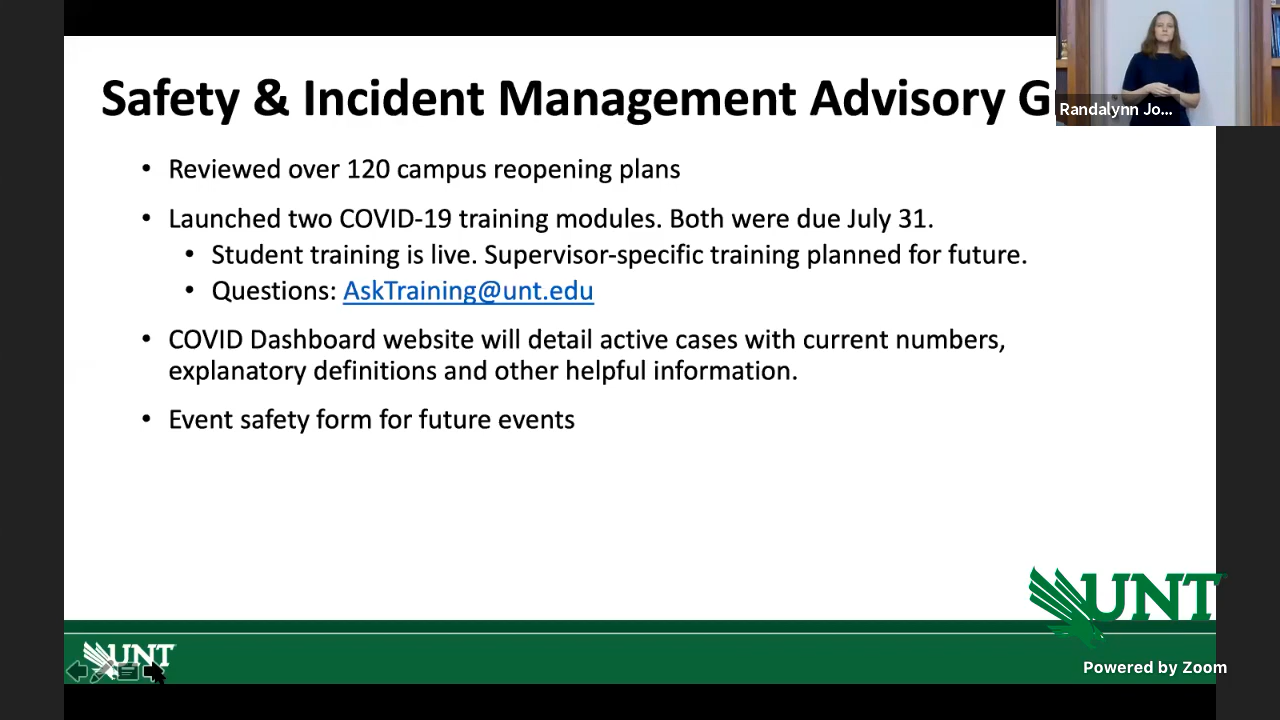 Safety & Incident Management Advisory G
Randalynn Jo...
• Reviewed over 120 campus reopening plans
• Launched two COVID-19 training modules. Both were due July 31.
• Student training is live. Supervisor-specific training planned for future.
• Questions: AskTraining@unt.edu
• COVID Dashboard website will detail active cases with current numbers,
explanatory definitions and other helpful information.
• Event safety form for future events
UNT
UNT
Powered by Zoom